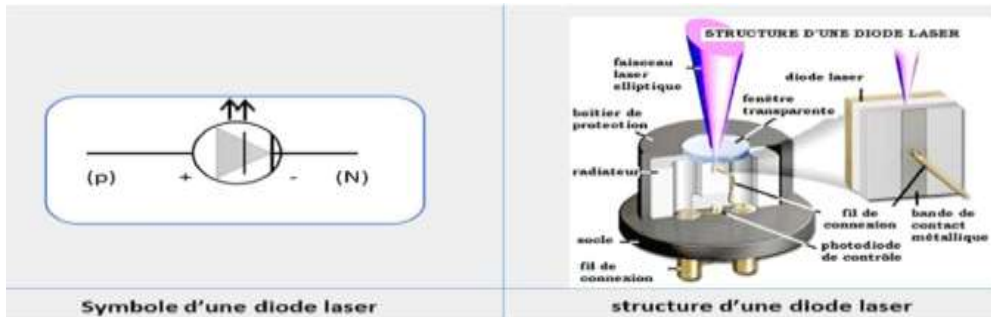 (p)
+
-
(N)
Symbole d'une diode laser
STRUCTURE D'UNE DIODE LASER
faisceau
laser
elliptique
diode laser
fenêtre
transparente
boîtier de
protection
radiateur
fil de
connexion
bande de
contact
métallique
socle
photodiode
de contrôle
fil de
connexion
structure d'une diode laser